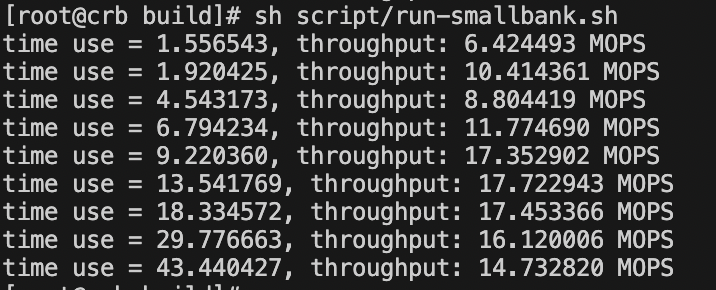 [root@crb build]# sh script/run-smallbank.sh
time use = 1.556543, throughput: 6.424493 MOPS
time use = 1.920425, throughput: 10.414361 MOPS
time use = 4.543173, throughput: 8.804419 MOPS
time use = 6.794234, throughput: 11.774690 MOPS
time use = 9.220360, throughput: 17.352902 MOPS
time use = 13.541769, throughput: 17.722943 MOPS
time use = 18.334572, throughput: 17.453366 MOPS
time use = 29.776663, throughput: 16.120006 MOPS
time use = 43.440427, throughput: 14.732820 MOPS
[root@crb build]#